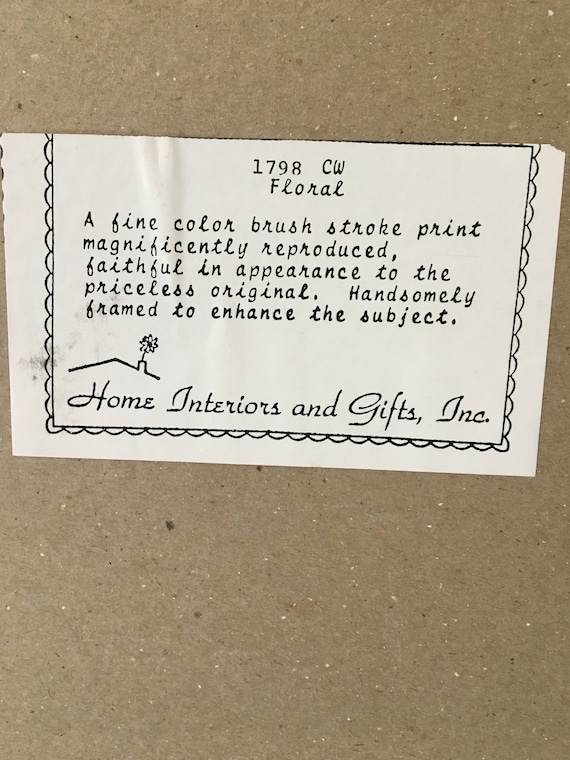 1798 CW
Floral
A fine color brush stroke print
magnificently reproduced,
faithful in appearance to the
priceless original. Handsomely
framed to enhance the subject.
Home Interiors and Gifts, Inc.